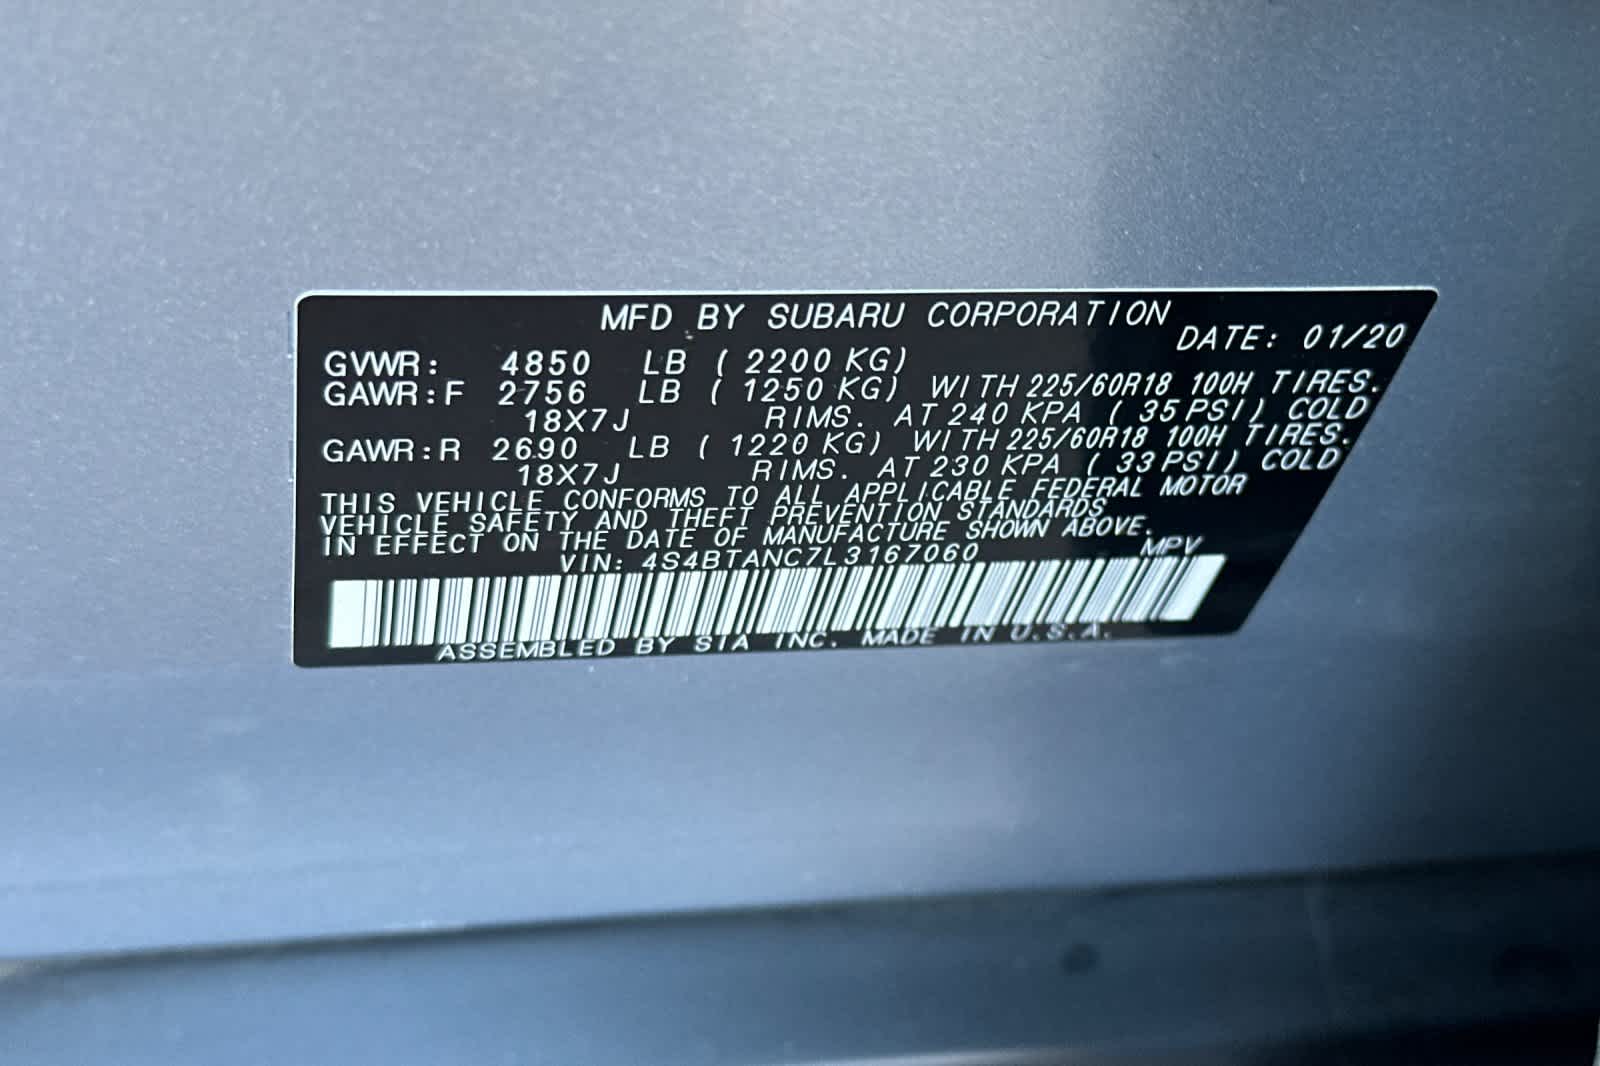 MFD BY SUBARU CORPORATION
DATE: 01/20
GVWR: 4850 LB ( 2200 KG)
GAWR:F 2756 LB ( 1250 KG) WITH 225/60R18 100H TIRES.
18X7J RIMS. AT 240 KPA ( 35 PSI) COLD
GAWR:R 2690 LB ( 1220 KG) WITH 225/60R18 100H TIRES.
18X7J RIMS. AT 230 KPA ( 33 PSI) COLD
THIS VEHICLE CONFORMS TO ALL APPLICABLE FEDERAL MOTOR
VEHICLE SAFETY AND THEFT PREVENTION STANDARDS
IN EFFECT ON THE DATE OF MANUFACTURE SHOWN ABOVE.
VIN: 4S4BTANC7L3167060 MPV
ASSEMBLED BY SIA INC. MADE IN U.S.A.